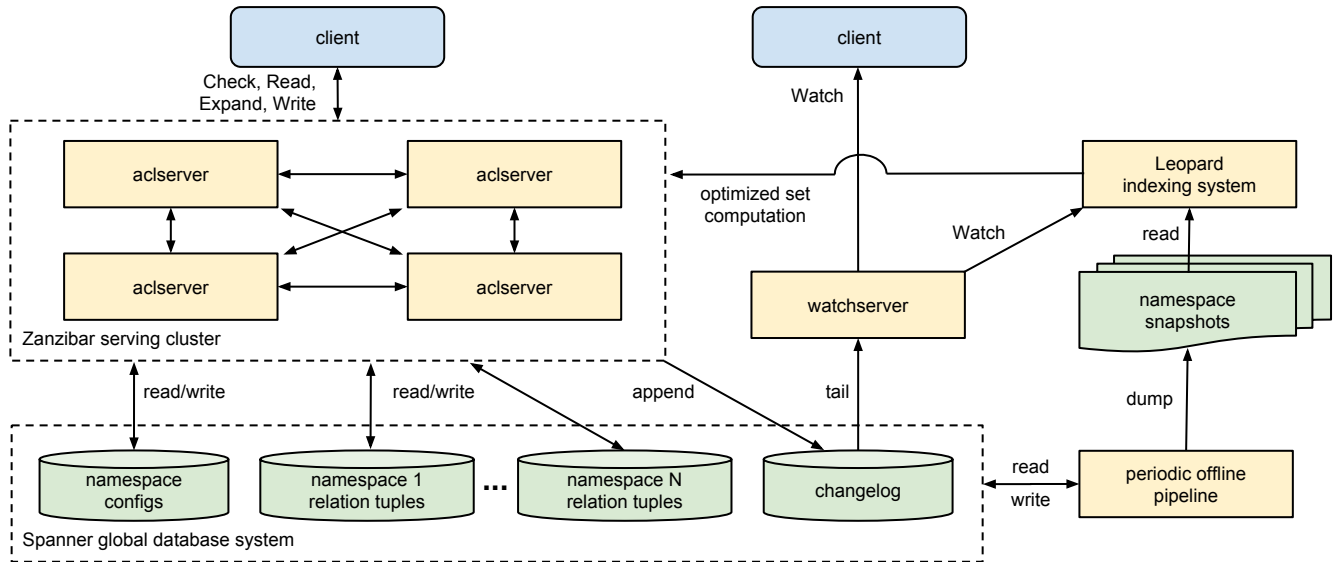 client
client
Check, Read,
Expand, Write
Watch
aclserver
aclserver
Leopard
indexing system
optimized set
computation
Watch
read
aclserver
aclserver
watchserver
namespace
snapshots
Zanzibar serving cluster
read/write
read/write
append
tail
dump
namespace
configs
namespace 1
relation tuples
...
namespace N
relation tuples
changelog
read
write
periodic offline
pipeline
Spanner global database system